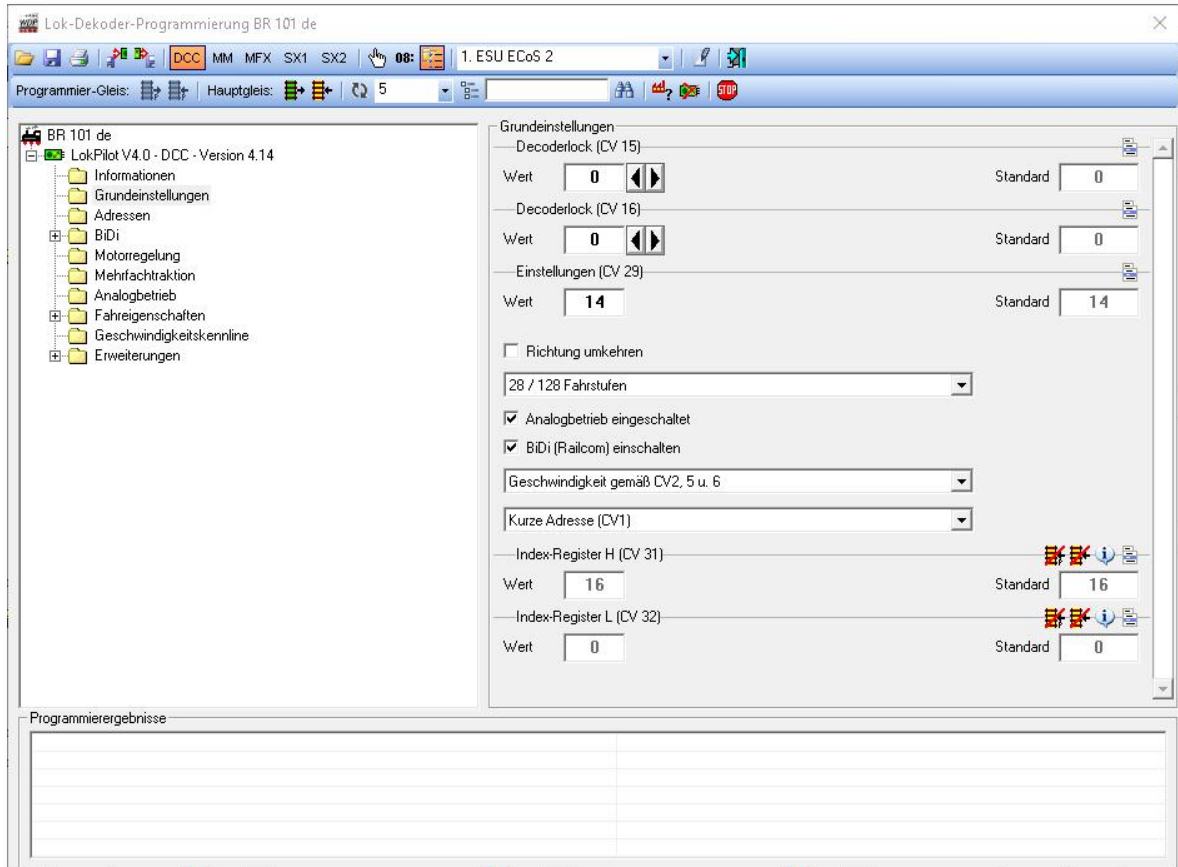 Lok-Dekoder-Programmierung BR 101 de
DCC MM MFX SX1 SX2 08: 1. ESU ECoS 2
Programmier-Gleis: Hauptgleis: 5 ? STOP
BR 101 de
LokPilot V4.0 - DCC - Version 4.14
Informationen
Grundeinstellungen
Adressen
BiDi
Motorregelung
Mehrfachtraktion
Analogbetrieb
Fahreigenschaften
Geschwindigkeitskennline
Erweiterungen
Grundeinstellungen
Decoderlock (CV 15)
Wert 0 Standard 0
Decoderlock (CV 16)
Wert 0 Standard 0
Einstellungen (CV 29)
Wert 14 Standard 14
Richtung umkehren
28 / 128 Fahrstufen
Analogbetrieb eingeschaltet
BiDi (Railcom) einschalten
Geschwindigkeit gemäß CV2, 5 u. 6
Kurze Adresse (CV1)
Index-Register H (CV 31)
Wert 16 Standard 16
Index-Register L (CV 32)
Wert 0 Standard 0
Programmierergebnisse